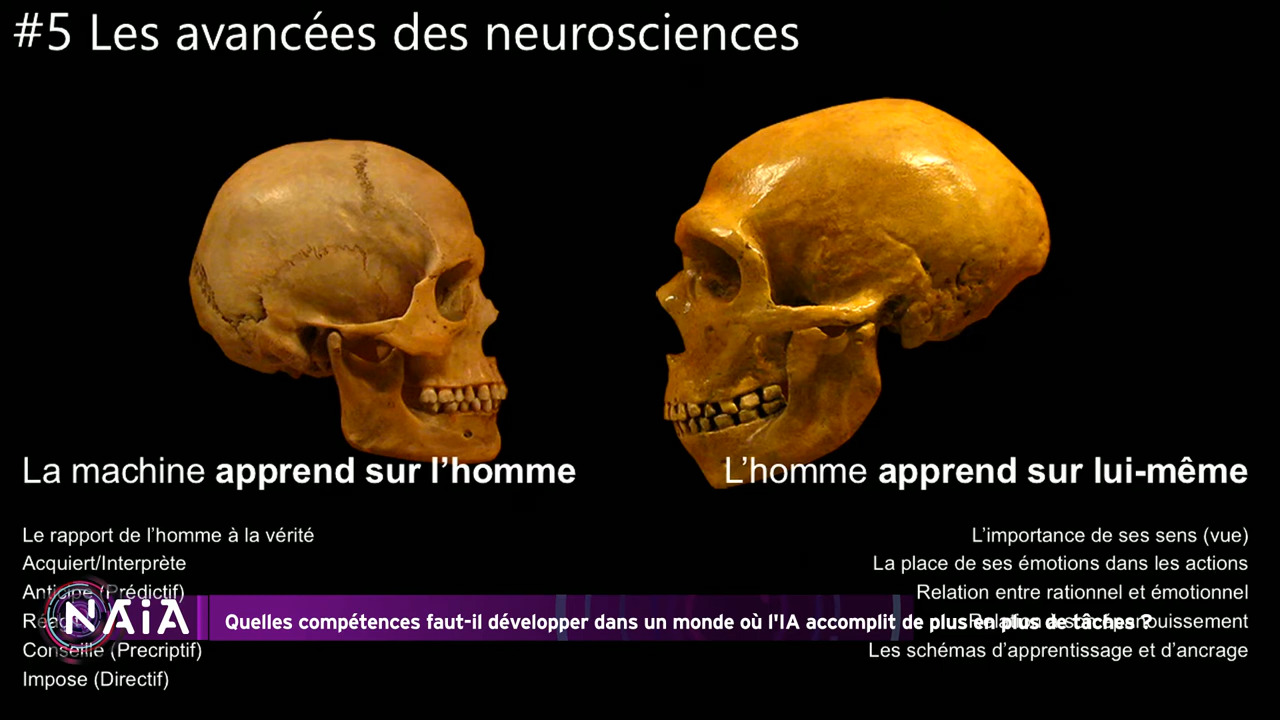 #5 Les avancées des neurosciences
La machine apprend sur l'homme
Le rapport de l'homme à la vérité
Acquiert/Interprète
Anticipe (Prédictif)
Conseille (Precriptif)
Impose (Directif)
L'homme apprend sur lui-même
L'importance de ses sens (vue)
La place de ses émotions dans les actions
Relation entre rationnel et émotionnel
Les schémas d'apprentissage et d'ancrage
NAiA
Quelles compétences faut-il développer dans un monde où l'IA accomplit de plus en plus de tâches ?